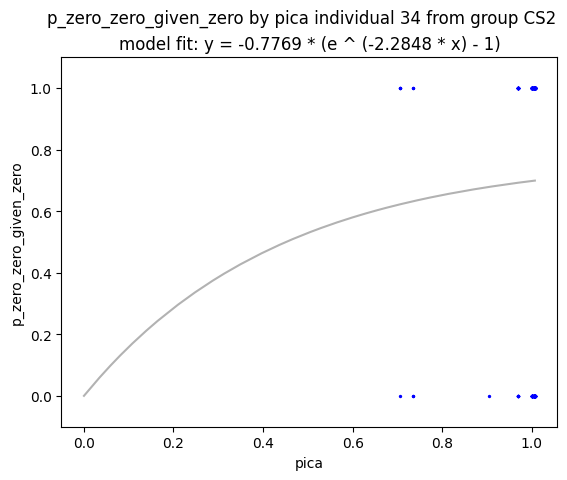 p_zero_zero_given_zero by pica individual 34 from group CS2
model fit: y = -0.7769 * (e ^ (-2.2848 * x) - 1)
1.0
0.8
0.6
0.4
0.2
0.0
p_zero_zero_given_zero
0.0 0.2 0.4 0.6 0.8 1.0
pica